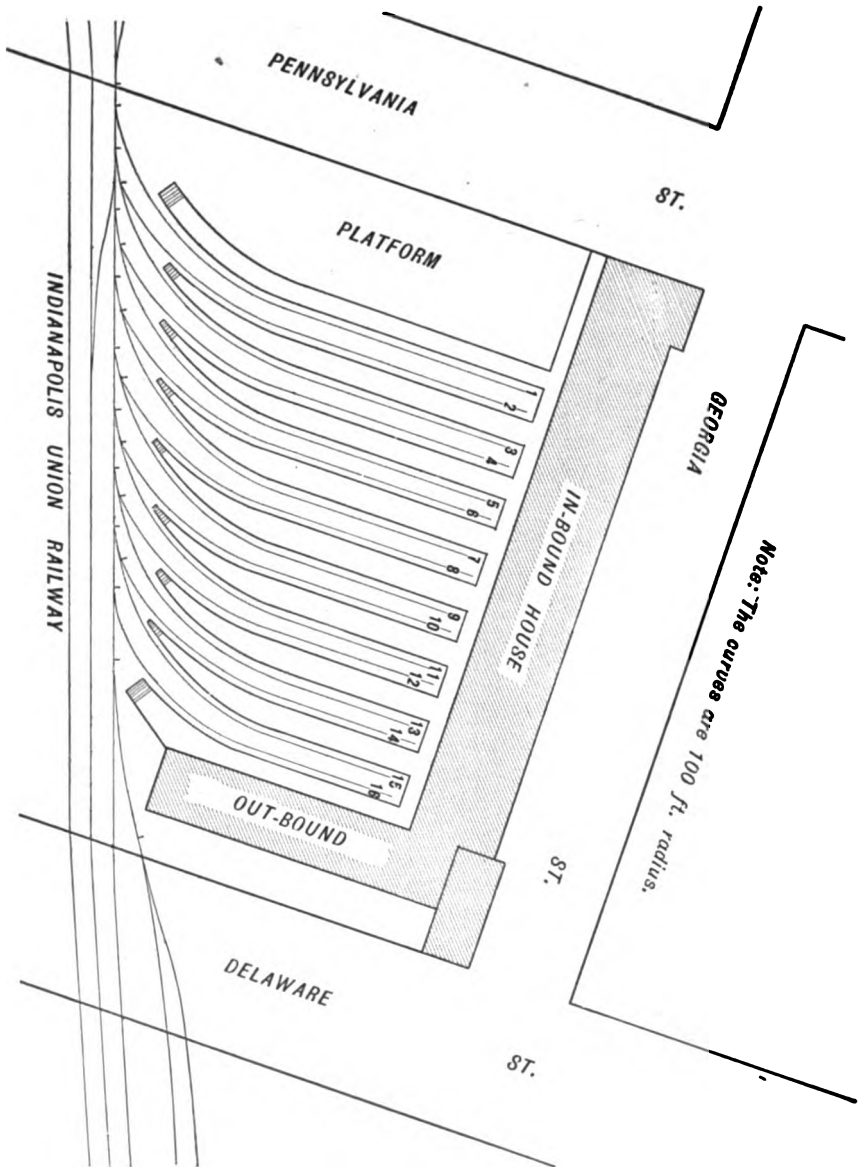 PENNSYLVANIA
ST.
PLATFORM
INDIANAPOLIS UNION RAILWAY
GEORGIA
ST.
IN-BOUND HOUSE
Note: The curves are 100 ft. radius.
1
2
3
4
5
6
7
8
9
10
11
12
13
14
15
16
OUT-BOUND
DELAWARE
ST.